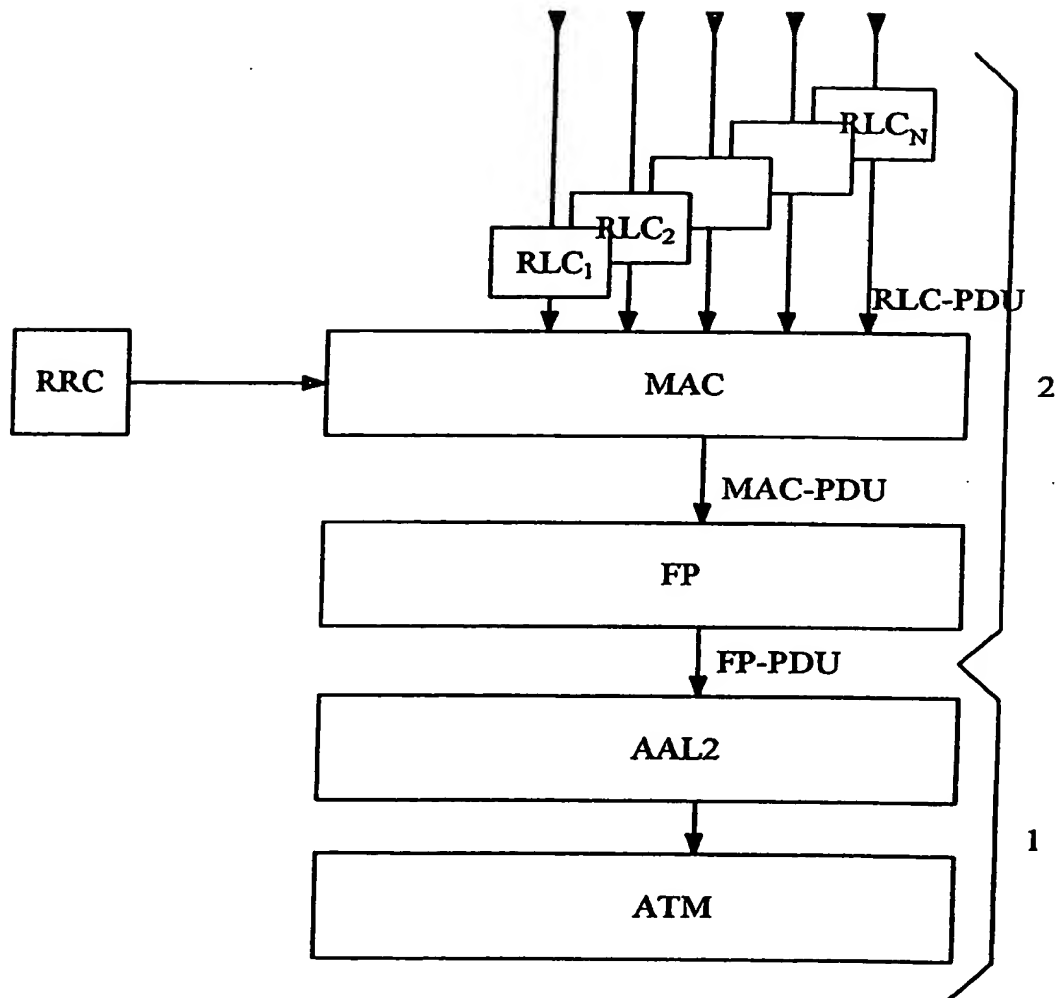 RLC_N
RLC_2
RLC_1
RLC-PDU
RRC
MAC
2
MAC-PDU
FP
FP-PDU
AAL2
1
ATM